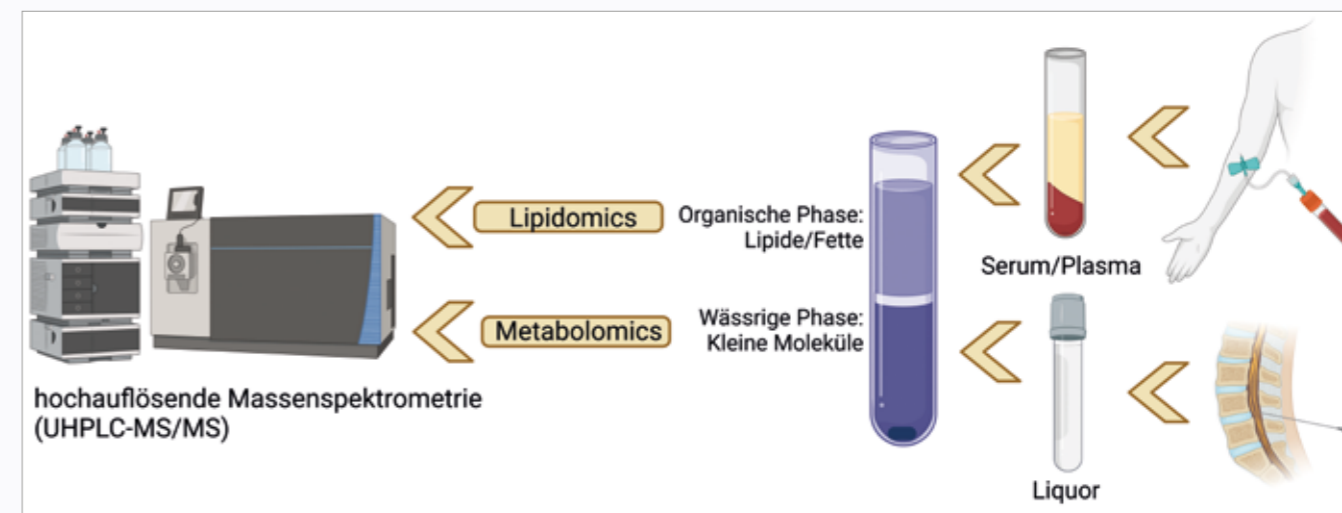 Lipidomics
Organische Phase:
Lipide/Fette
Serum/Plasma
Metabolomics
Wässrige Phase:
Kleine Moleküle
hochauflösende Massenspektrometrie
(UHPLC-MS/MS)
Liquor